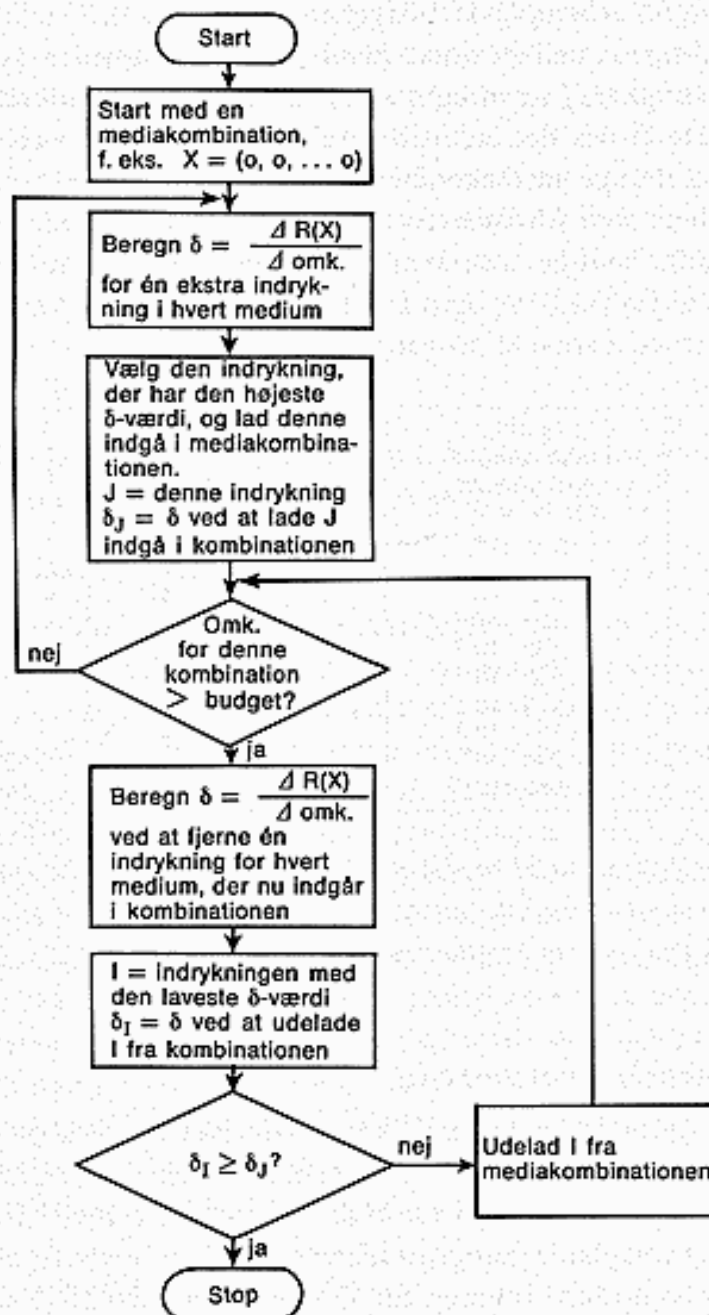 Start
Start med en
mediakombination,
f. eks. X = (o, o, ... o)
Beregn δ = Δ R(X)
Δ omk.
for én ekstra indryk-
ning i hvert medium
Vælg den indrykning,
der har den højeste
δ-værdi, og lad denne
indgå i mediakombina-
tionen.
J = denne indrykning
δJ = δ ved at lade J
indgå i kombinationen
Omk.
for denne
kombination
> budget?
nej
ja
Beregn δ = Δ R(X)
Δ omk.
ved at fjerne én
indrykning for hvert
medium, der nu indgår
i kombinationen
I = indrykningen med
den laveste δ-værdi
δI = δ ved at udelade
I fra kombinationen
δI ≥ δJ?
nej
Udelad I fra
mediakombinationen
ja
Stop